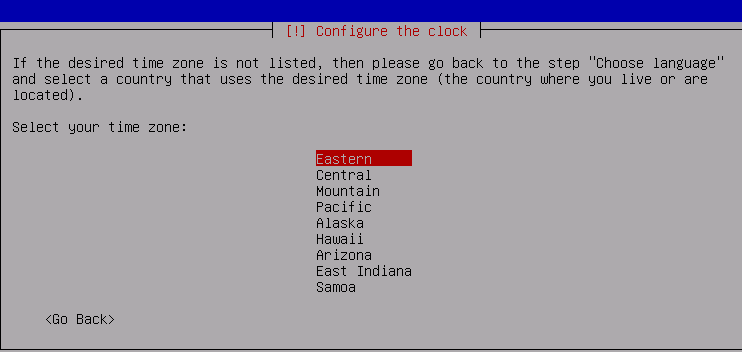 [!] Configure the clock
If the desired time zone is not listed, then please go back to the step "Choose language"
and select a country that uses the desired time zone (the country where you live or are
located).
Select your time zone:
Eastern
Central
Mountain
Pacific
Alaska
Hawaii
Arizona
East Indiana
Samoa
<Go Back>